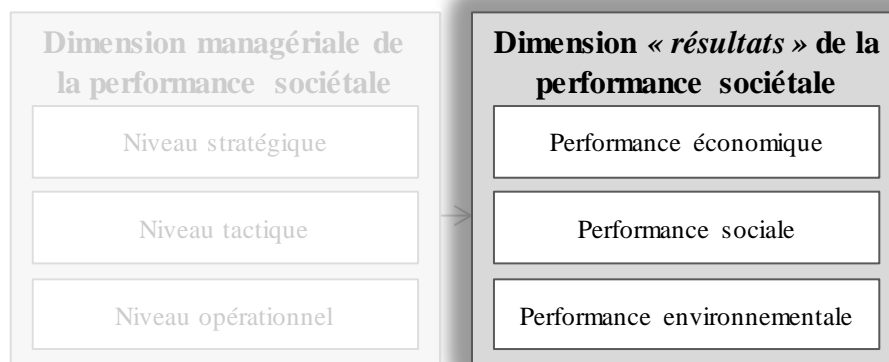 Dimension managériale de
la performance sociétale
Niveau stratégique
Niveau tactique
Niveau opérationnel
Dimension « résultats » de la
performance sociétale
Performance économique
Performance sociale
Performance environnementale